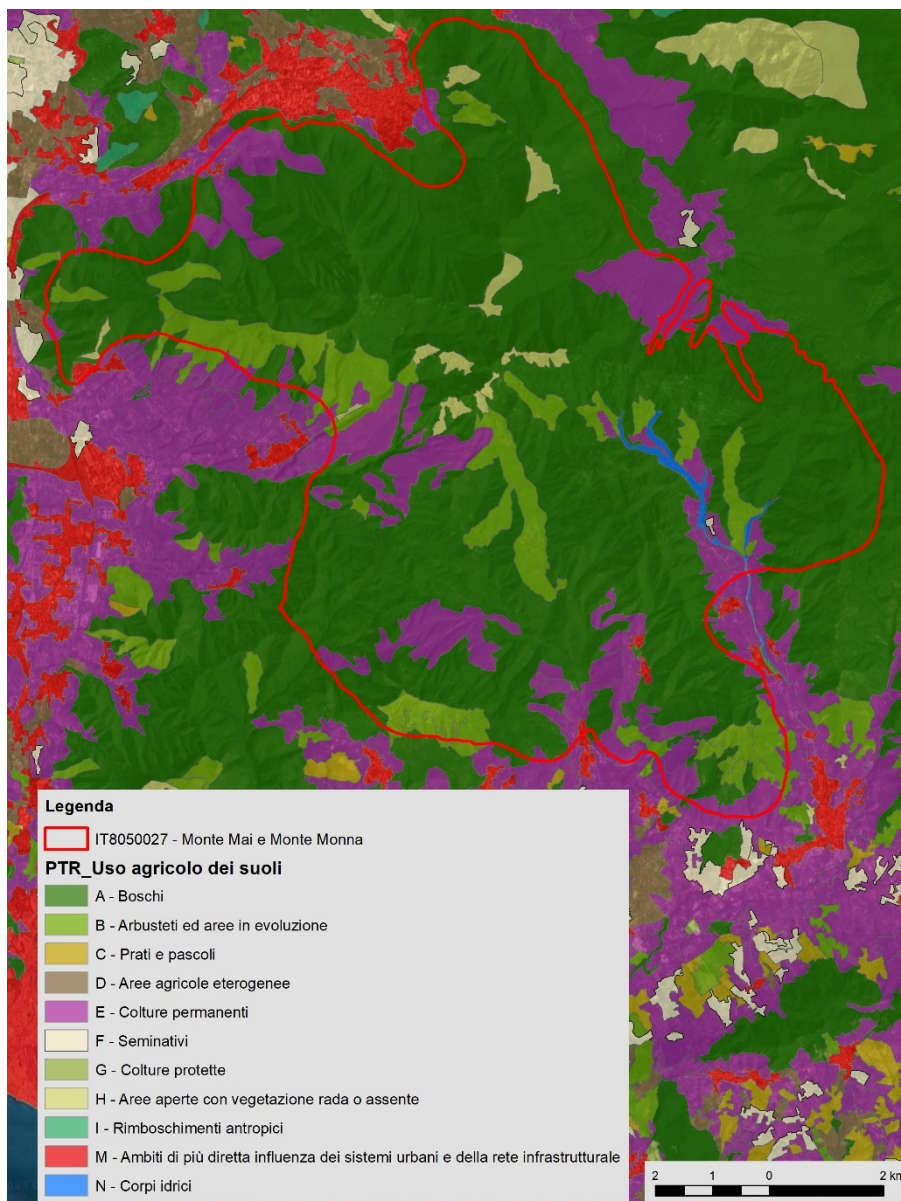 Legenda
IT8050027 - Monte Mai e Monte Monna
PTR_Uso agricolo dei suoli
A - Boschi
B - Arbusteti ed aree in evoluzione
C - Prati e pascoli
D - Aree agricole eterogenee
E - Colture permanenti
F - Seminativi
G - Colture protette
H - Aree aperte con vegetazione rada o assente
I - Rimboschimenti antropici
M - Ambiti di più diretta influenza dei sistemi urbani e della rete infrastrutturale
N - Corpi idrici
2 1 0 2 km